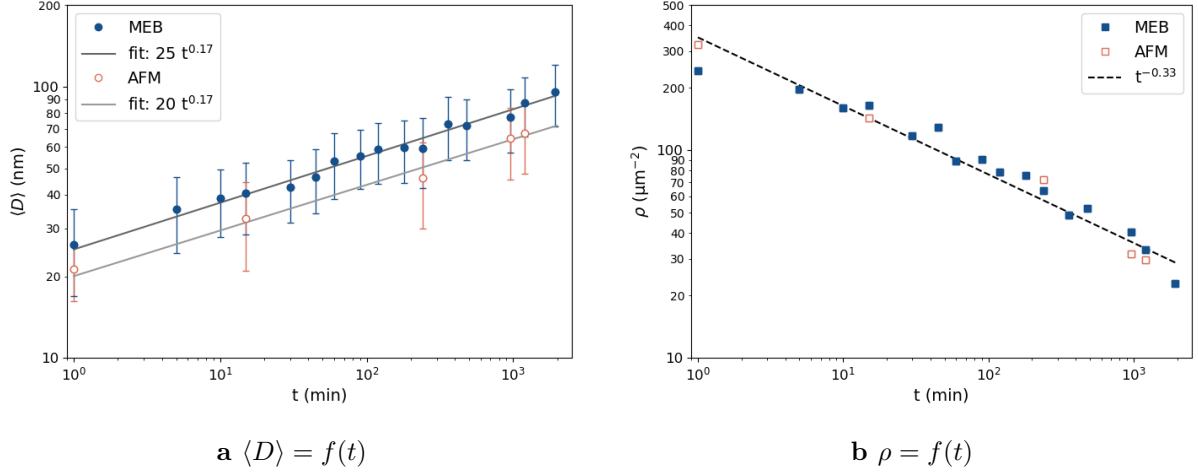 200
100
90
80
70
60
50
40
30
20
10
⟨D⟩ (nm)
MEB
fit: 25 t^0.17
AFM
fit: 20 t^0.17
10^0 10^1 10^2 10^3
t (min)
a ⟨D⟩ = f(t)
500
400
300
200
100
90
80
70
60
50
40
30
20
10
ρ (µm^−2)
MEB
AFM
t^−0.33
10^0 10^1 10^2 10^3
t (min)
b ρ = f(t)